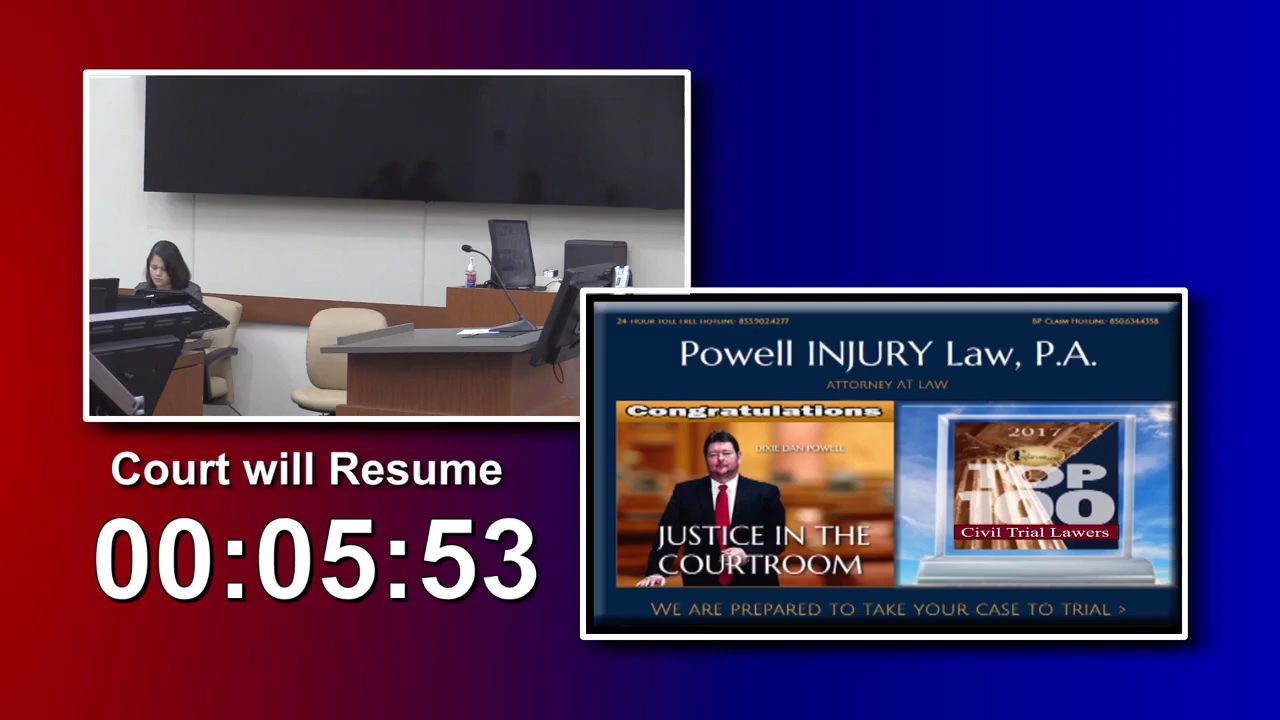 Court will Resume
00:05:53
24-Hour Toll Free Hotline: 855.902.4277
BP Claim Hotline: 850.634.4358
Powell INJURY Law, P.A.
ATTORNEY AT LAW
Congratulations
DIXIE DAN POWELL
JUSTICE IN THE
COURTROOM
2017
TOP
100
Civil Trial Lawers
WE ARE PREPARED TO TAKE YOUR CASE TO TRIAL >